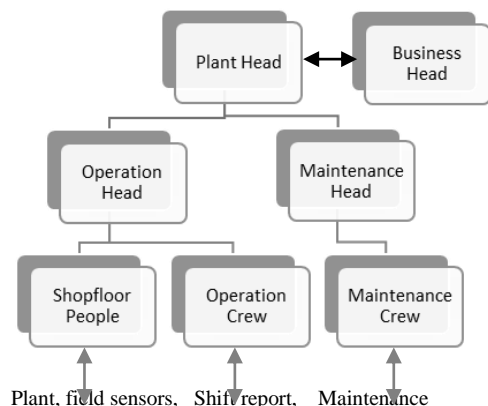 Plant Head
Business
Head
Operation
Head
Maintenance
Head
Shopfloor
People
Operation
Crew
Maintenance
Crew
Plant, field sensors, Shift report, Maintenance